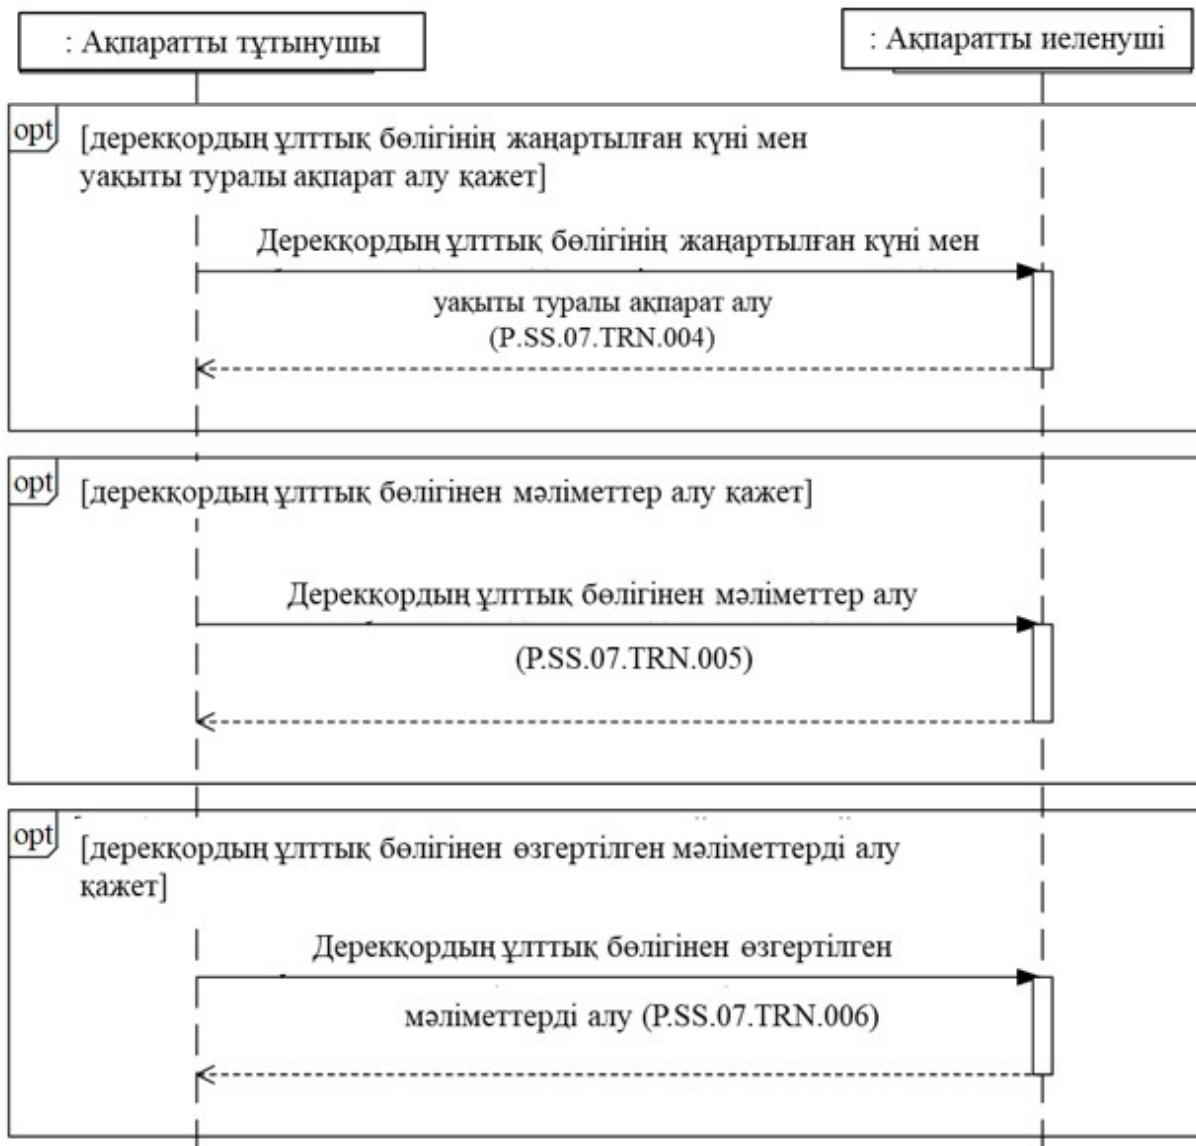 : Ақпаратты тұтынушы
: Ақпаратты иеленуші
opt
[дерекқордың ұлттық бөлігінің жаңартылған күні мен
уақыты туралы ақпарат алу қажет]
Дерекқордың ұлттық бөлігінің жаңартылған күні мен
уақыты туралы ақпарат алу
(P.SS.07.TRN.004)
opt
[дерекқордың ұлттық бөлігінен мәліметтер алу қажет]
Дерекқордың ұлттық бөлігінен мәліметтер алу
(P.SS.07.TRN.005)
opt
[дерекқордың ұлттық бөлігінен өзгертілген мәліметтерді алу
қажет]
Дерекқордың ұлттық бөлігінен өзгертілген
мәліметтерді алу (P.SS.07.TRN.006)